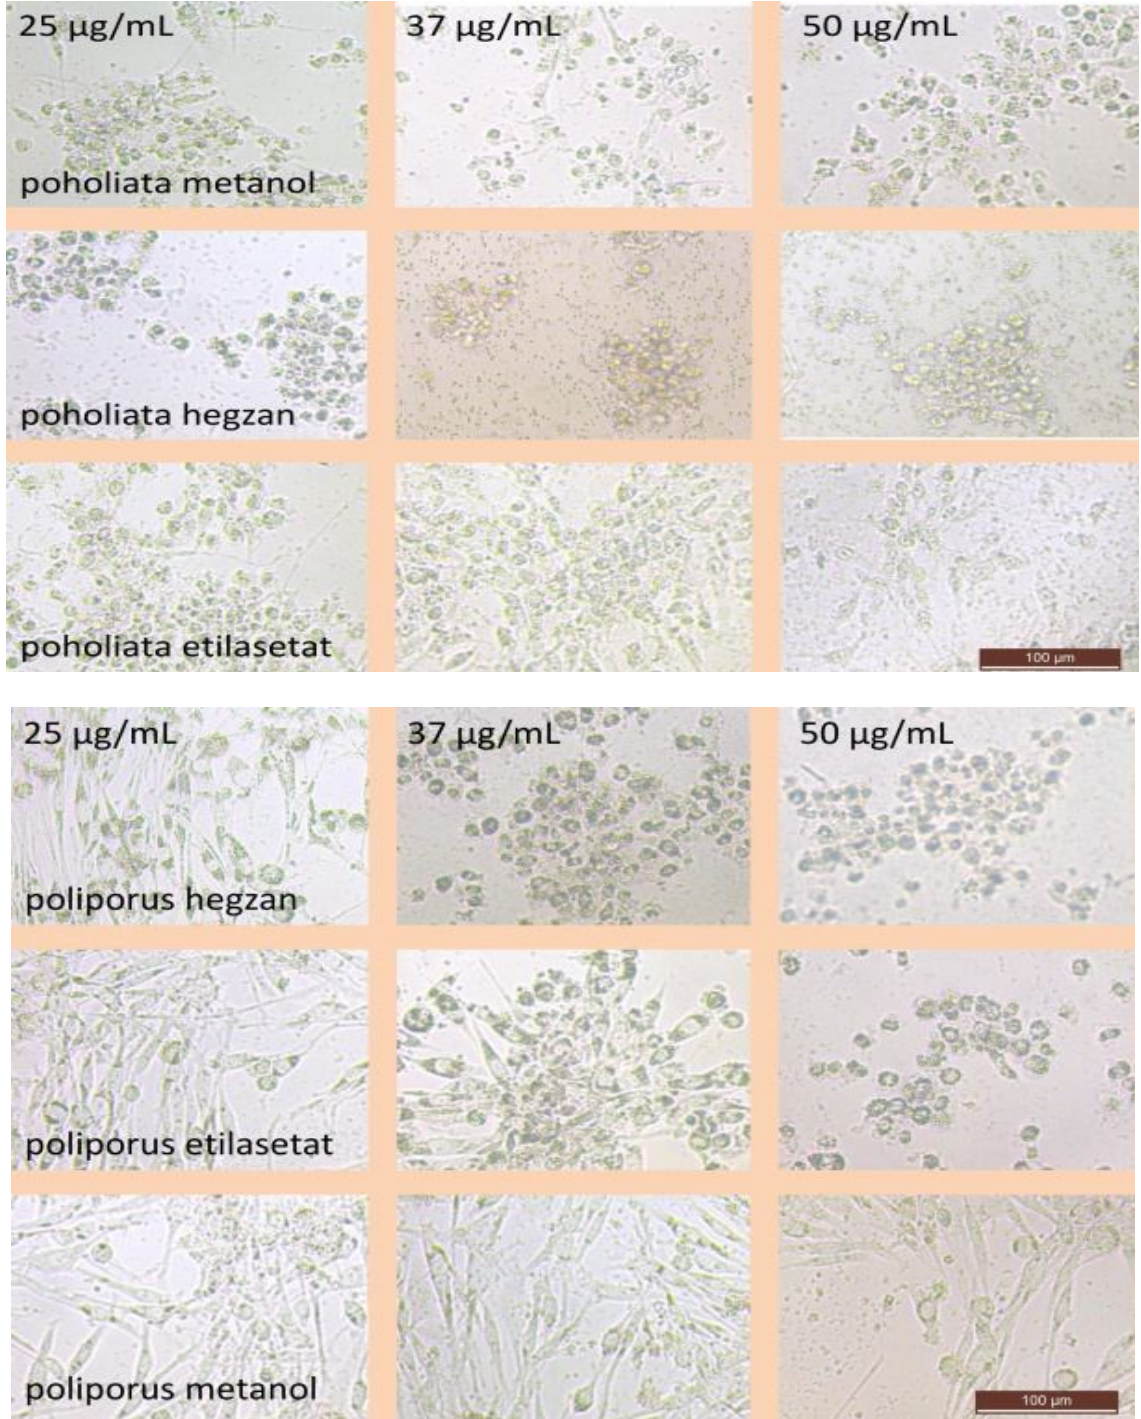 25 µg/mL
37 µg/mL
50 µg/mL
poholiata metanol
poholiata hegzan
poholiata etilasetat
100 µm
25 µg/mL
37 µg/mL
50 µg/mL
poliporus hegzan
poliporus etilasetat
poliporus metanol
100 µm